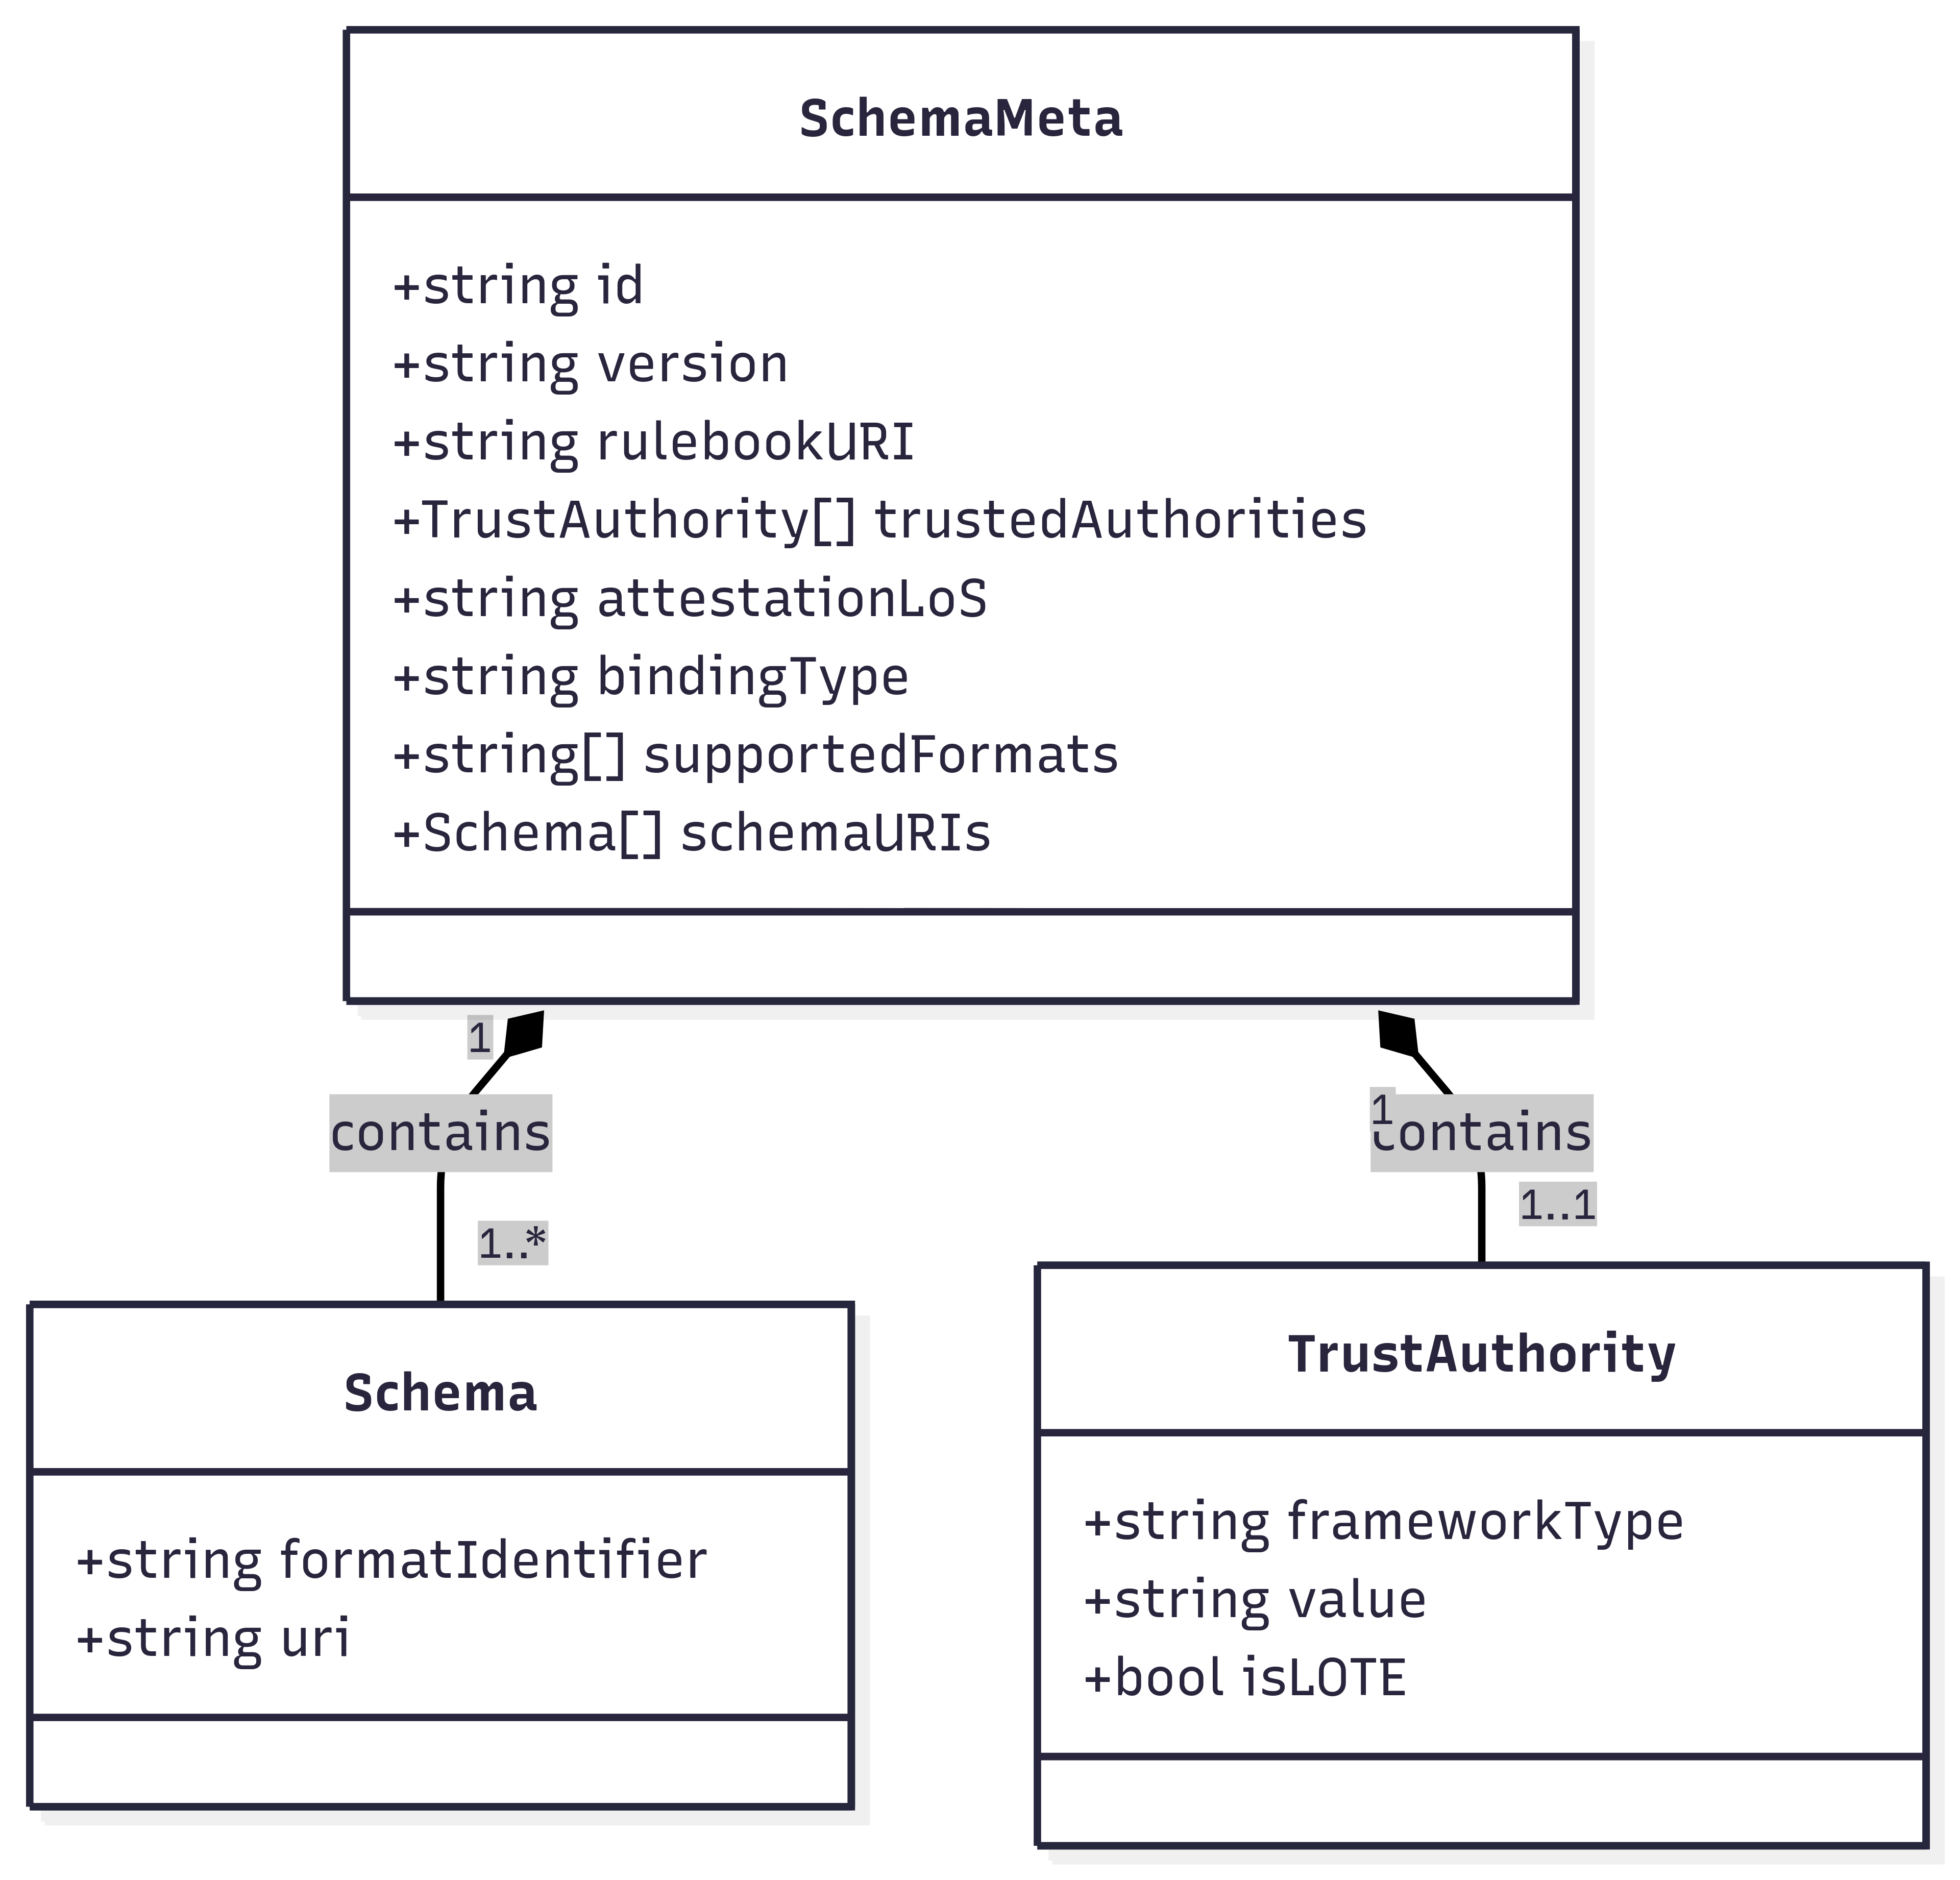 SchemaMeta
+string id
+string version
+string rulebookURI
+TrustAuthority[] trustedAuthorities
+string attestationLoS
+string bindingType
+string[] supportedFormats
+Schema[] schemaURIs
1
contains
1..*
1
contains
1..1
Schema
+string formatIdentifier
+string uri
TrustAuthority
+string frameworkType
+string value
+bool isLOTE